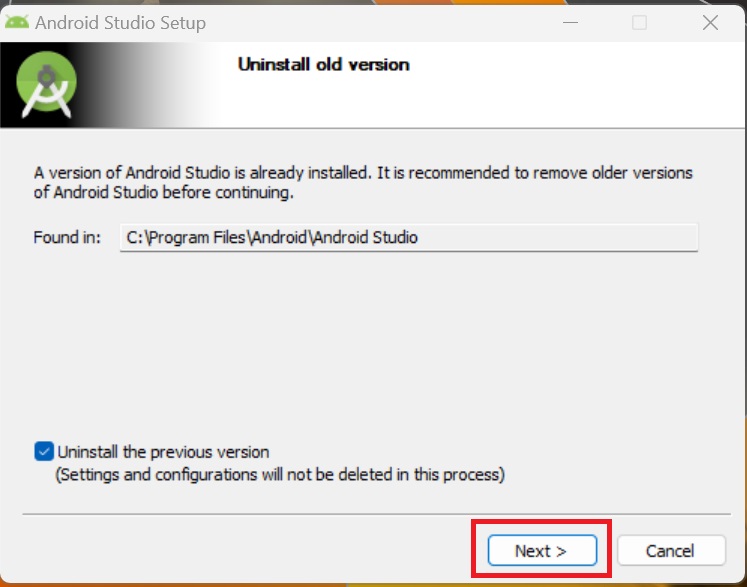 Android Studio Setup
Uninstall old version
A version of Android Studio is already installed. It is recommended to remove older versions
of Android Studio before continuing.
Found in: C:\Program Files\Android\Android Studio
Uninstall the previous version
(Settings and configurations will not be deleted in this process)
Next > Cancel